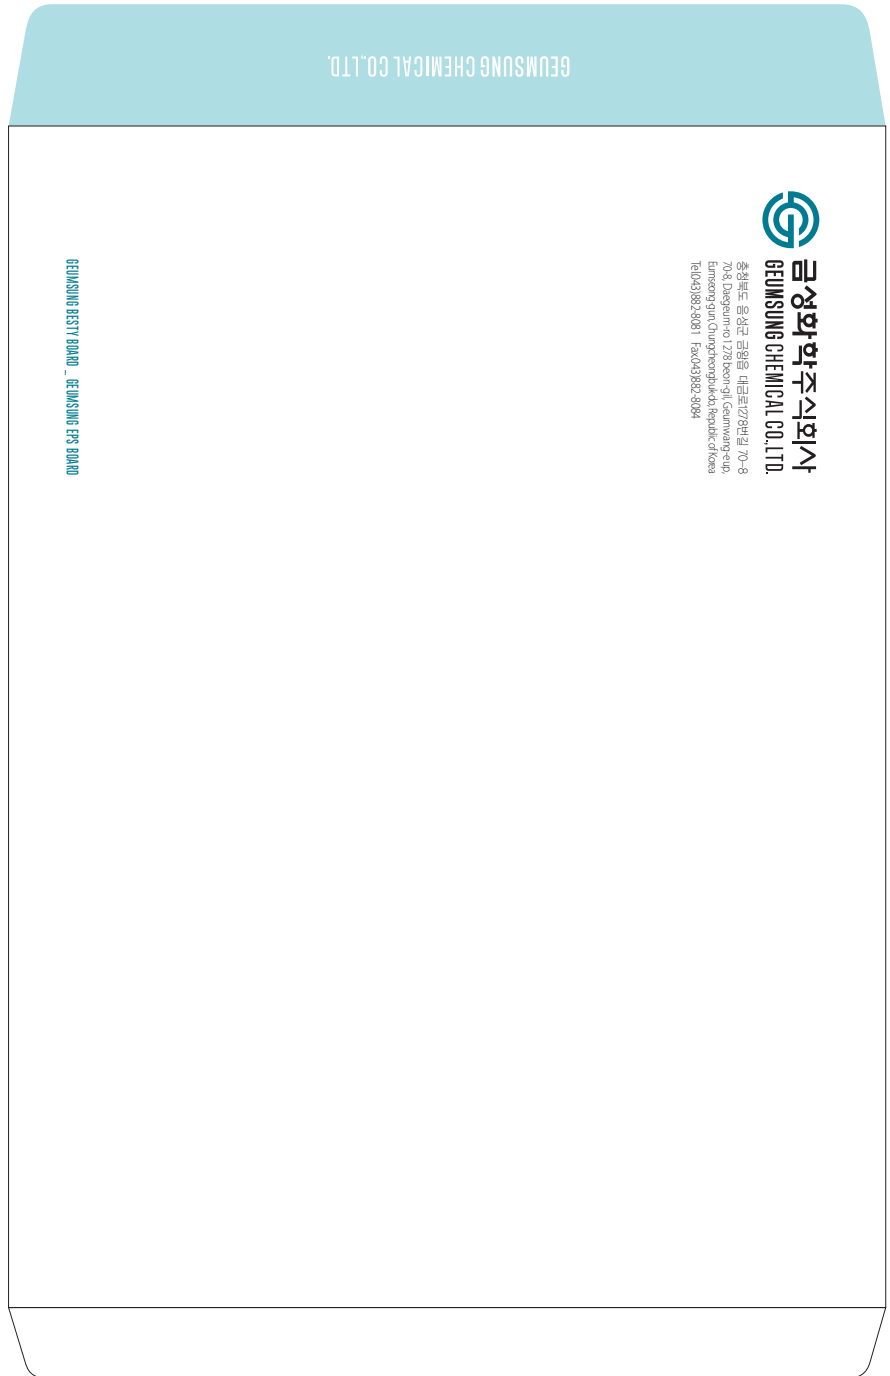 GEUMSUNG CHEMICAL CO.,LTD.
금성화학주식회사
GEUMSUNG CHEMICAL CO.,LTD.
충청북도 음성군 금왕읍 대금로1278번길 70-8
70-8, Daegeum-ro 1278 beon-gil, Geumwang-eup,
Eumseong-gun, Chungcheongbuk-do, Republic of Korea
Tel.043)882-8081 Fax.043)882-8084
GEUMSUNG BESTY BOARD _ GEUMSUNG EPS BOARD